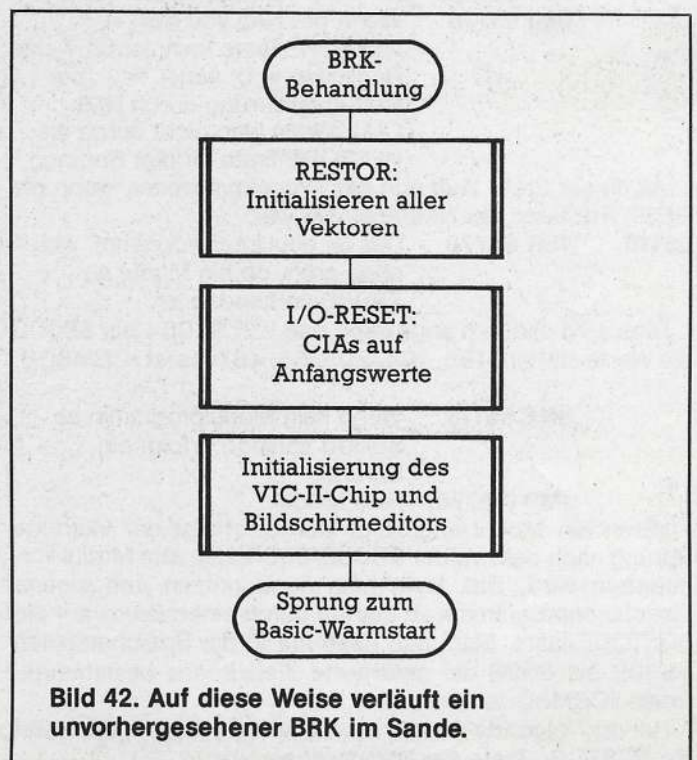 BRK-
Behandlung
RESTOR:
Initialisieren aller
Vektoren
I/O-RESET:
CIAs auf
Anfangswerte
Initialisierung des
VIC-II-Chip und
Bildschirmeditors
Sprung zum
Basic-Warmstart
Bild 42. Auf diese Weise verläuft ein
unvorhergesehener BRK im Sande.